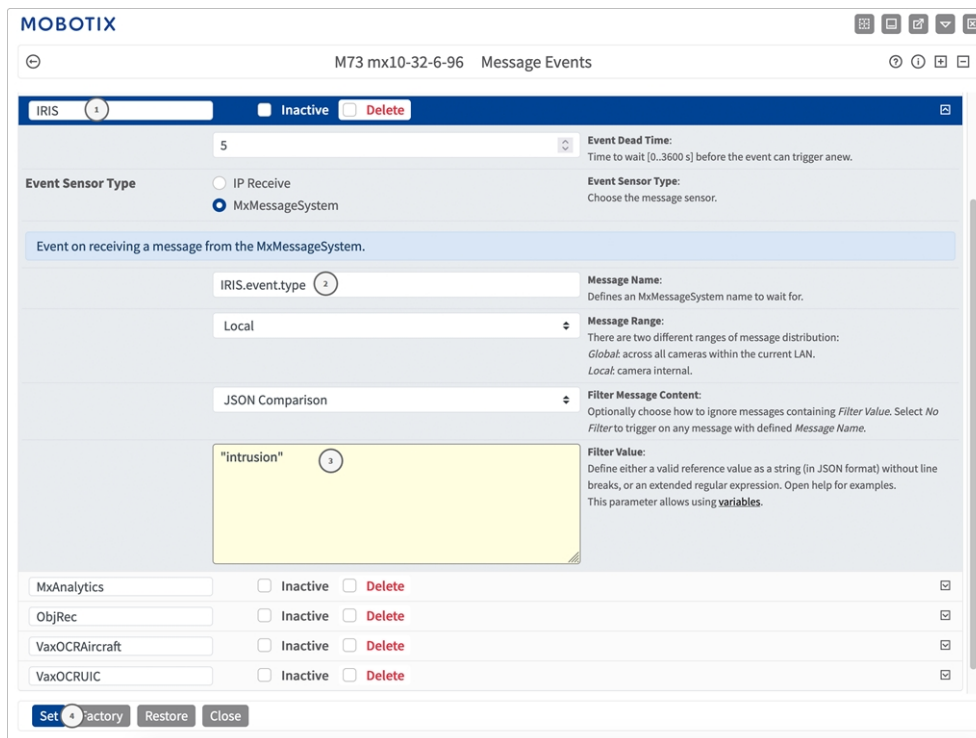 MOBOTIX
M73 mx10-32-6-96 Message Events
IRIS 1 Inactive Delete
5
Event Dead Time:
Time to wait [0..3600 s] before the event can trigger anew.
Event Sensor Type
IP Receive
MxMessageSystem
Event Sensor Type:
Choose the message sensor.
Event on receiving a message from the MxMessageSystem.
IRIS.event.type 2
Message Name:
Defines an MxMessageSystem name to wait for.
Local
Message Range:
There are two different ranges of message distribution:
Global: across all cameras within the current LAN.
Local: camera internal.
JSON Comparison
Filter Message Content:
Optionally choose how to ignore messages containing Filter Value. Select No
Filter to trigger on any message with defined Message Name.
"intrusion" 3
Filter Value:
Define either a valid reference value as a string (in JSON format) without line
breaks, or an extended regular expression. Open help for examples.
This parameter allows using variables.
MxAnalytics Inactive Delete
ObjRec Inactive Delete
VaxOCRAircraft Inactive Delete
VaxOCRUIC Inactive Delete
Set 4 Factory Restore Close